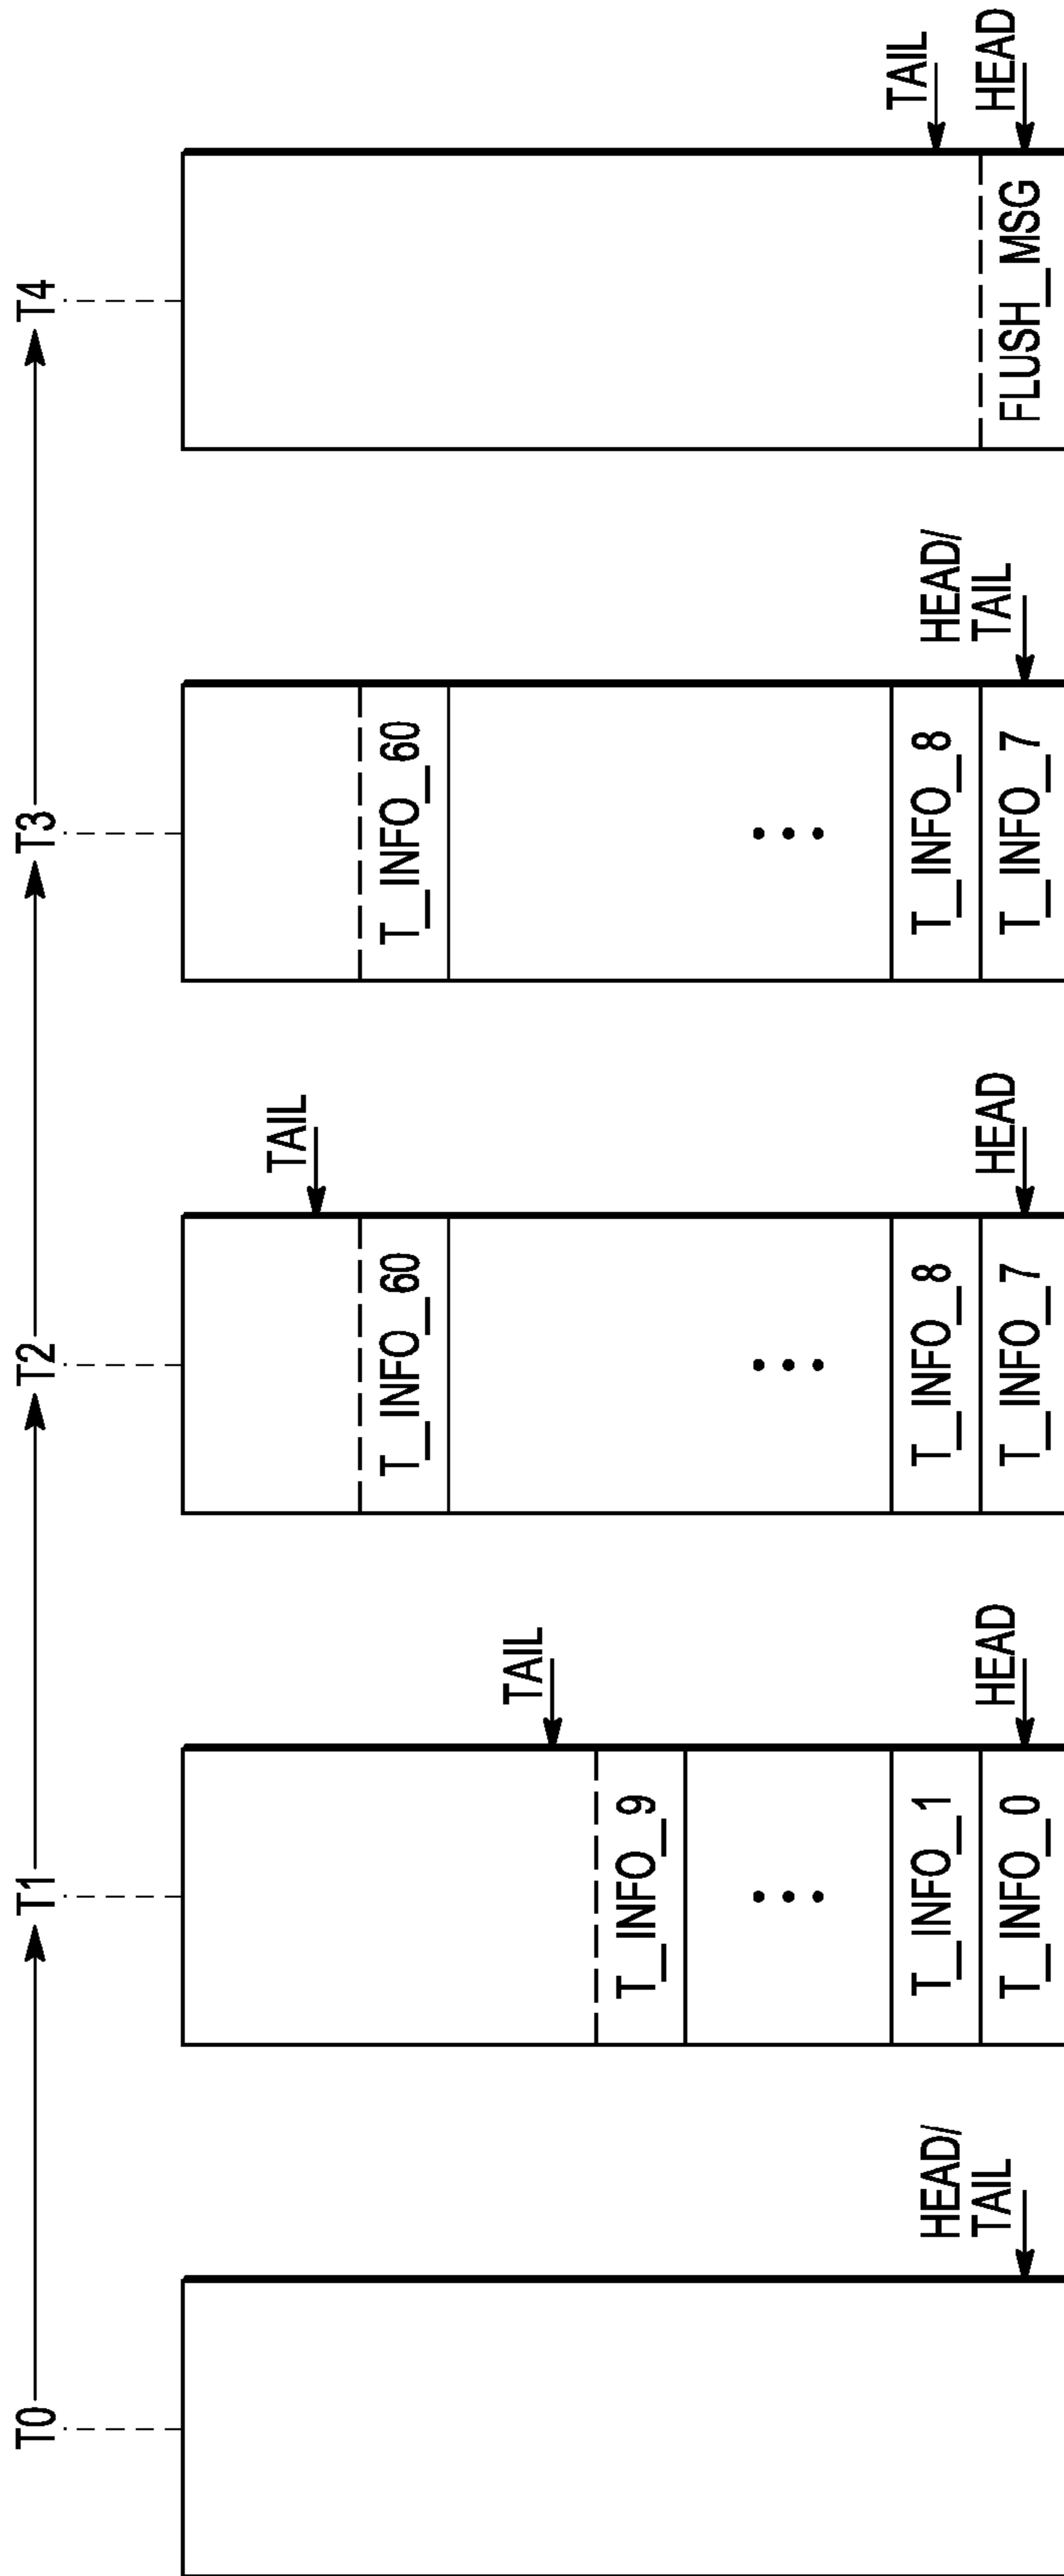 T0
T1
T2
T3
T4
HEAD/
TAIL
T_INFO_9
T_INFO_1
T_INFO_0
TAIL
HEAD
T_INFO_60
T_INFO_8
T_INFO_7
TAIL
HEAD
T_INFO_60
T_INFO_8
T_INFO_7
HEAD/
TAIL
FLUSH_MSG
TAIL
HEAD